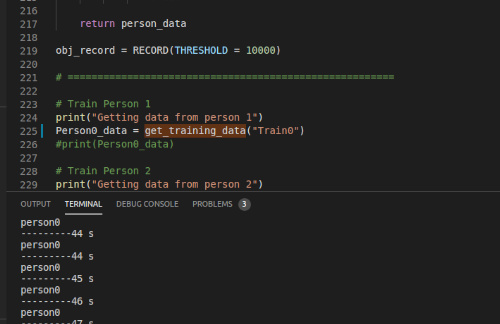 216
217 return person_data
218
219 obj_record = RECORD(THRESHOLD = 10000)
220
221 # =======================================================
222
223 # Train Person 1
224 print("Getting data from person 1")
225 Person0_data = get_training_data("Train0")
226 #print(Person0_data)
227
228 # Train Person 2
229 print("Getting data from person 2")
OUTPUT TERMINAL DEBUG CONSOLE PROBLEMS 3
person0
---------44 s
person0
---------44 s
person0
---------45 s
person0
---------46 s
person0
---------47 s